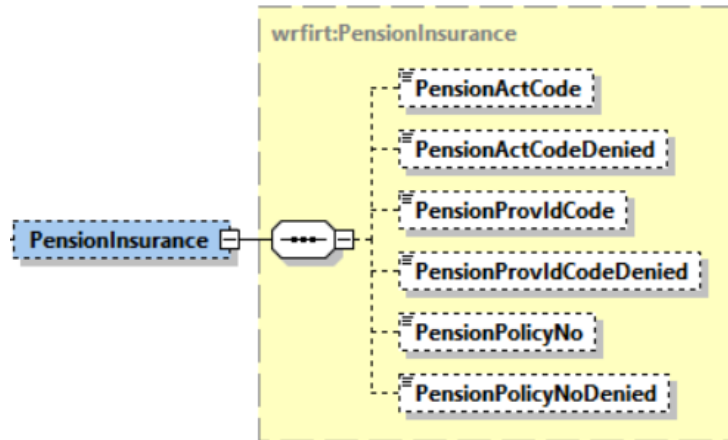 wrfirt:PensionInsurance
PensionActCode
PensionActCodeDenied
PensionProvIdCode
PensionInsurance
PensionProvIdCodeDenied
PensionPolicyNo
PensionPolicyNoDenied